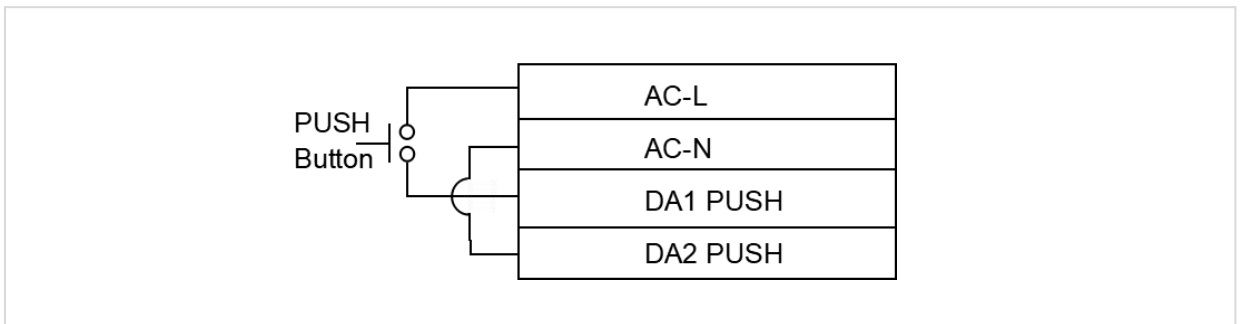 PUSH
Button
AC-L
AC-N
DA1 PUSH
DA2 PUSH